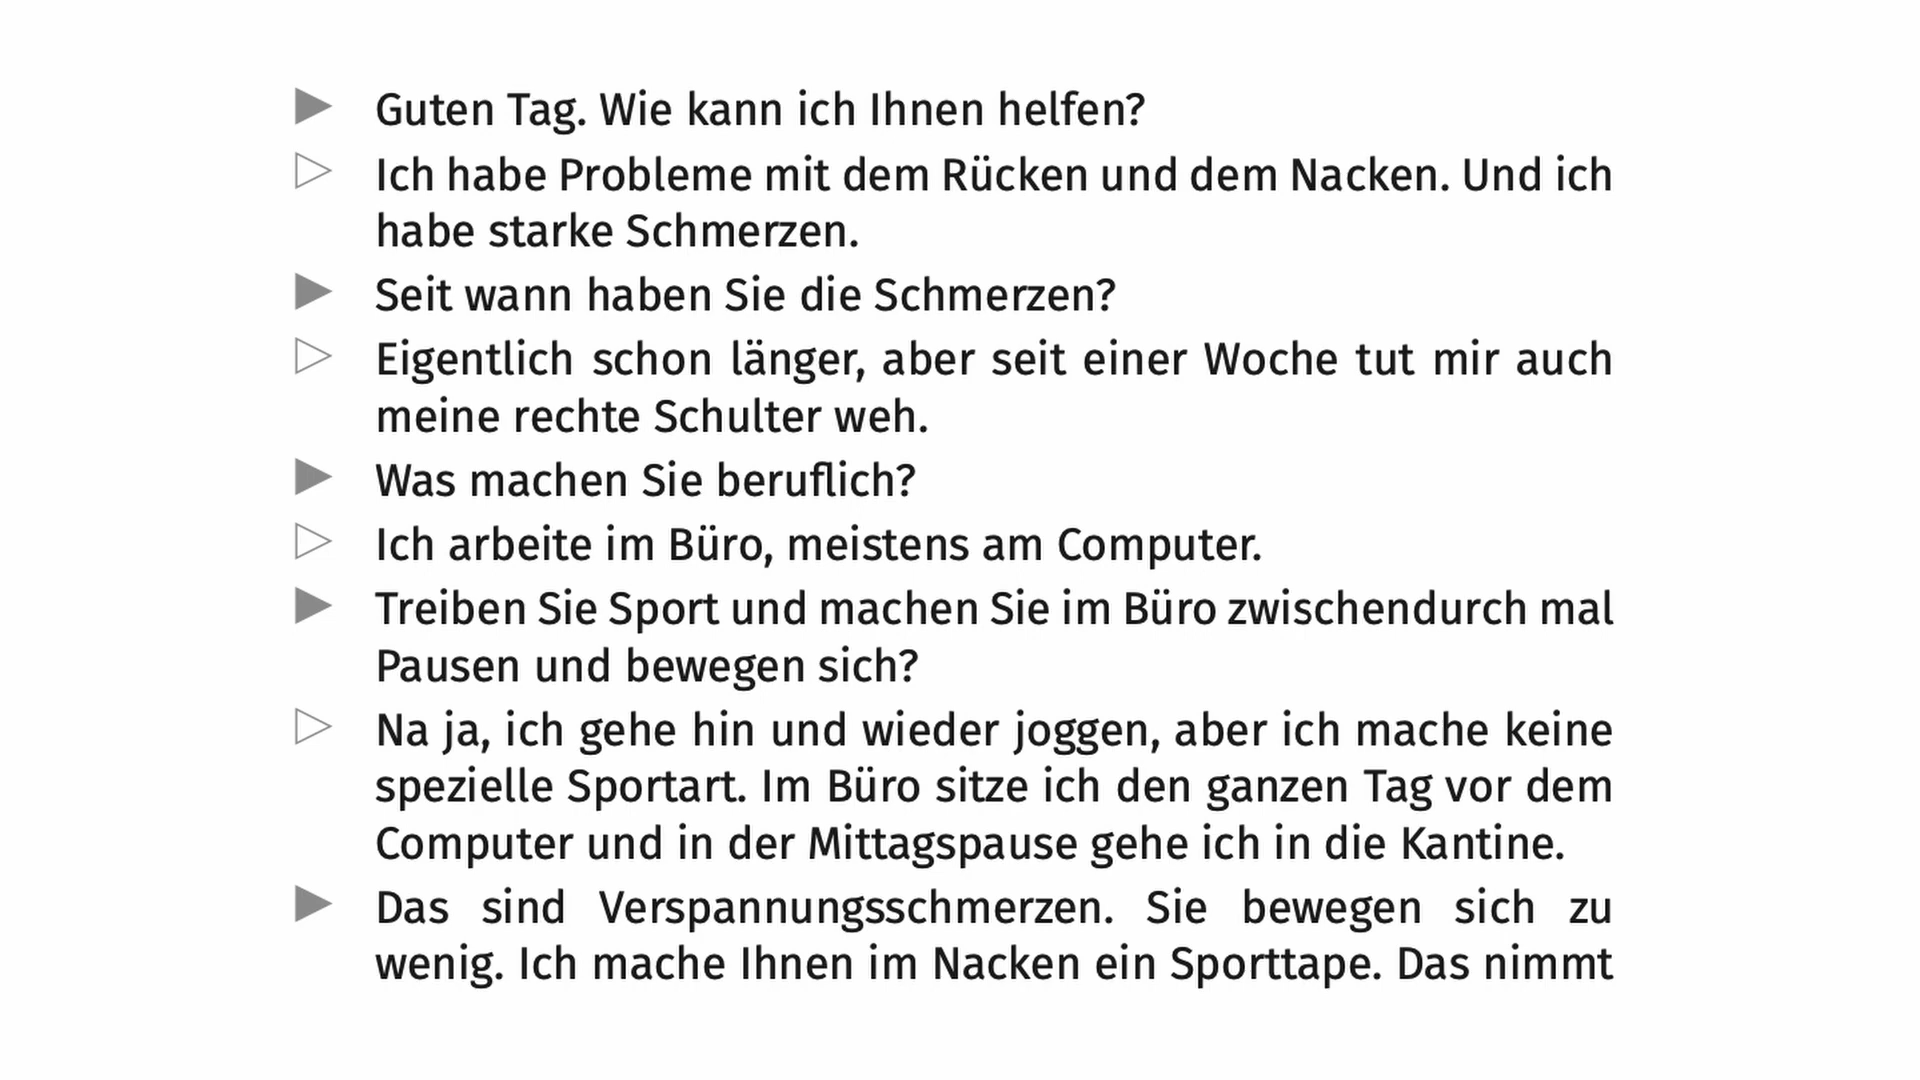 Guten Tag. Wie kann ich Ihnen helfen?
Ich habe Probleme mit dem Rücken und dem Nacken. Und ich
habe starke Schmerzen.
Seit wann haben Sie die Schmerzen?
Eigentlich schon länger, aber seit einer Woche tut mir auch
meine rechte Schulter weh.
Was machen Sie beruflich?
Ich arbeite im Büro, meistens am Computer.
Treiben Sie Sport und machen Sie im Büro zwischendurch mal
Pausen und bewegen sich?
Na ja, ich gehe hin und wieder joggen, aber ich mache keine
spezielle Sportart. Im Büro sitze ich den ganzen Tag vor dem
Computer und in der Mittagspause gehe ich in die Kantine.
Das sind Verspannungsschmerzen. Sie bewegen sich zu
wenig. Ich mache Ihnen im Nacken ein Sporttape. Das nimmt